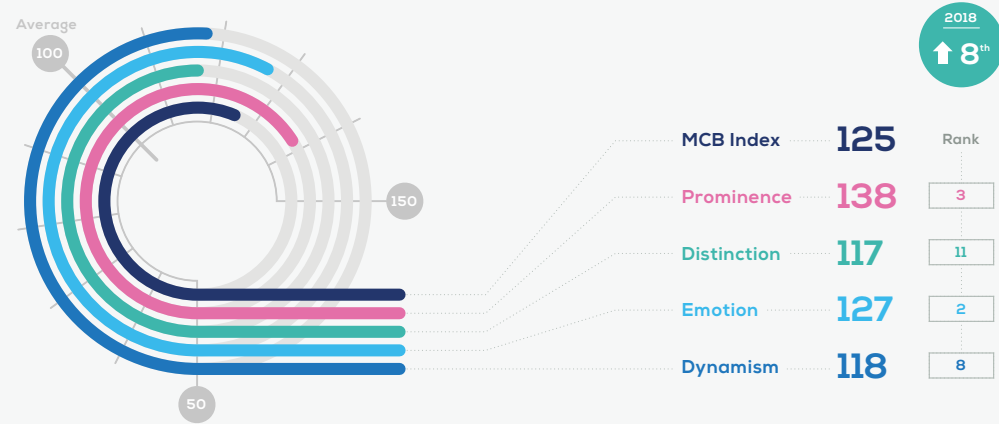 Average
100
150
50
2018
8th
Rank
MCB Index 125
Prominence 138 3
Distinction 117 11
Emotion 127 2
Dynamism 118 8